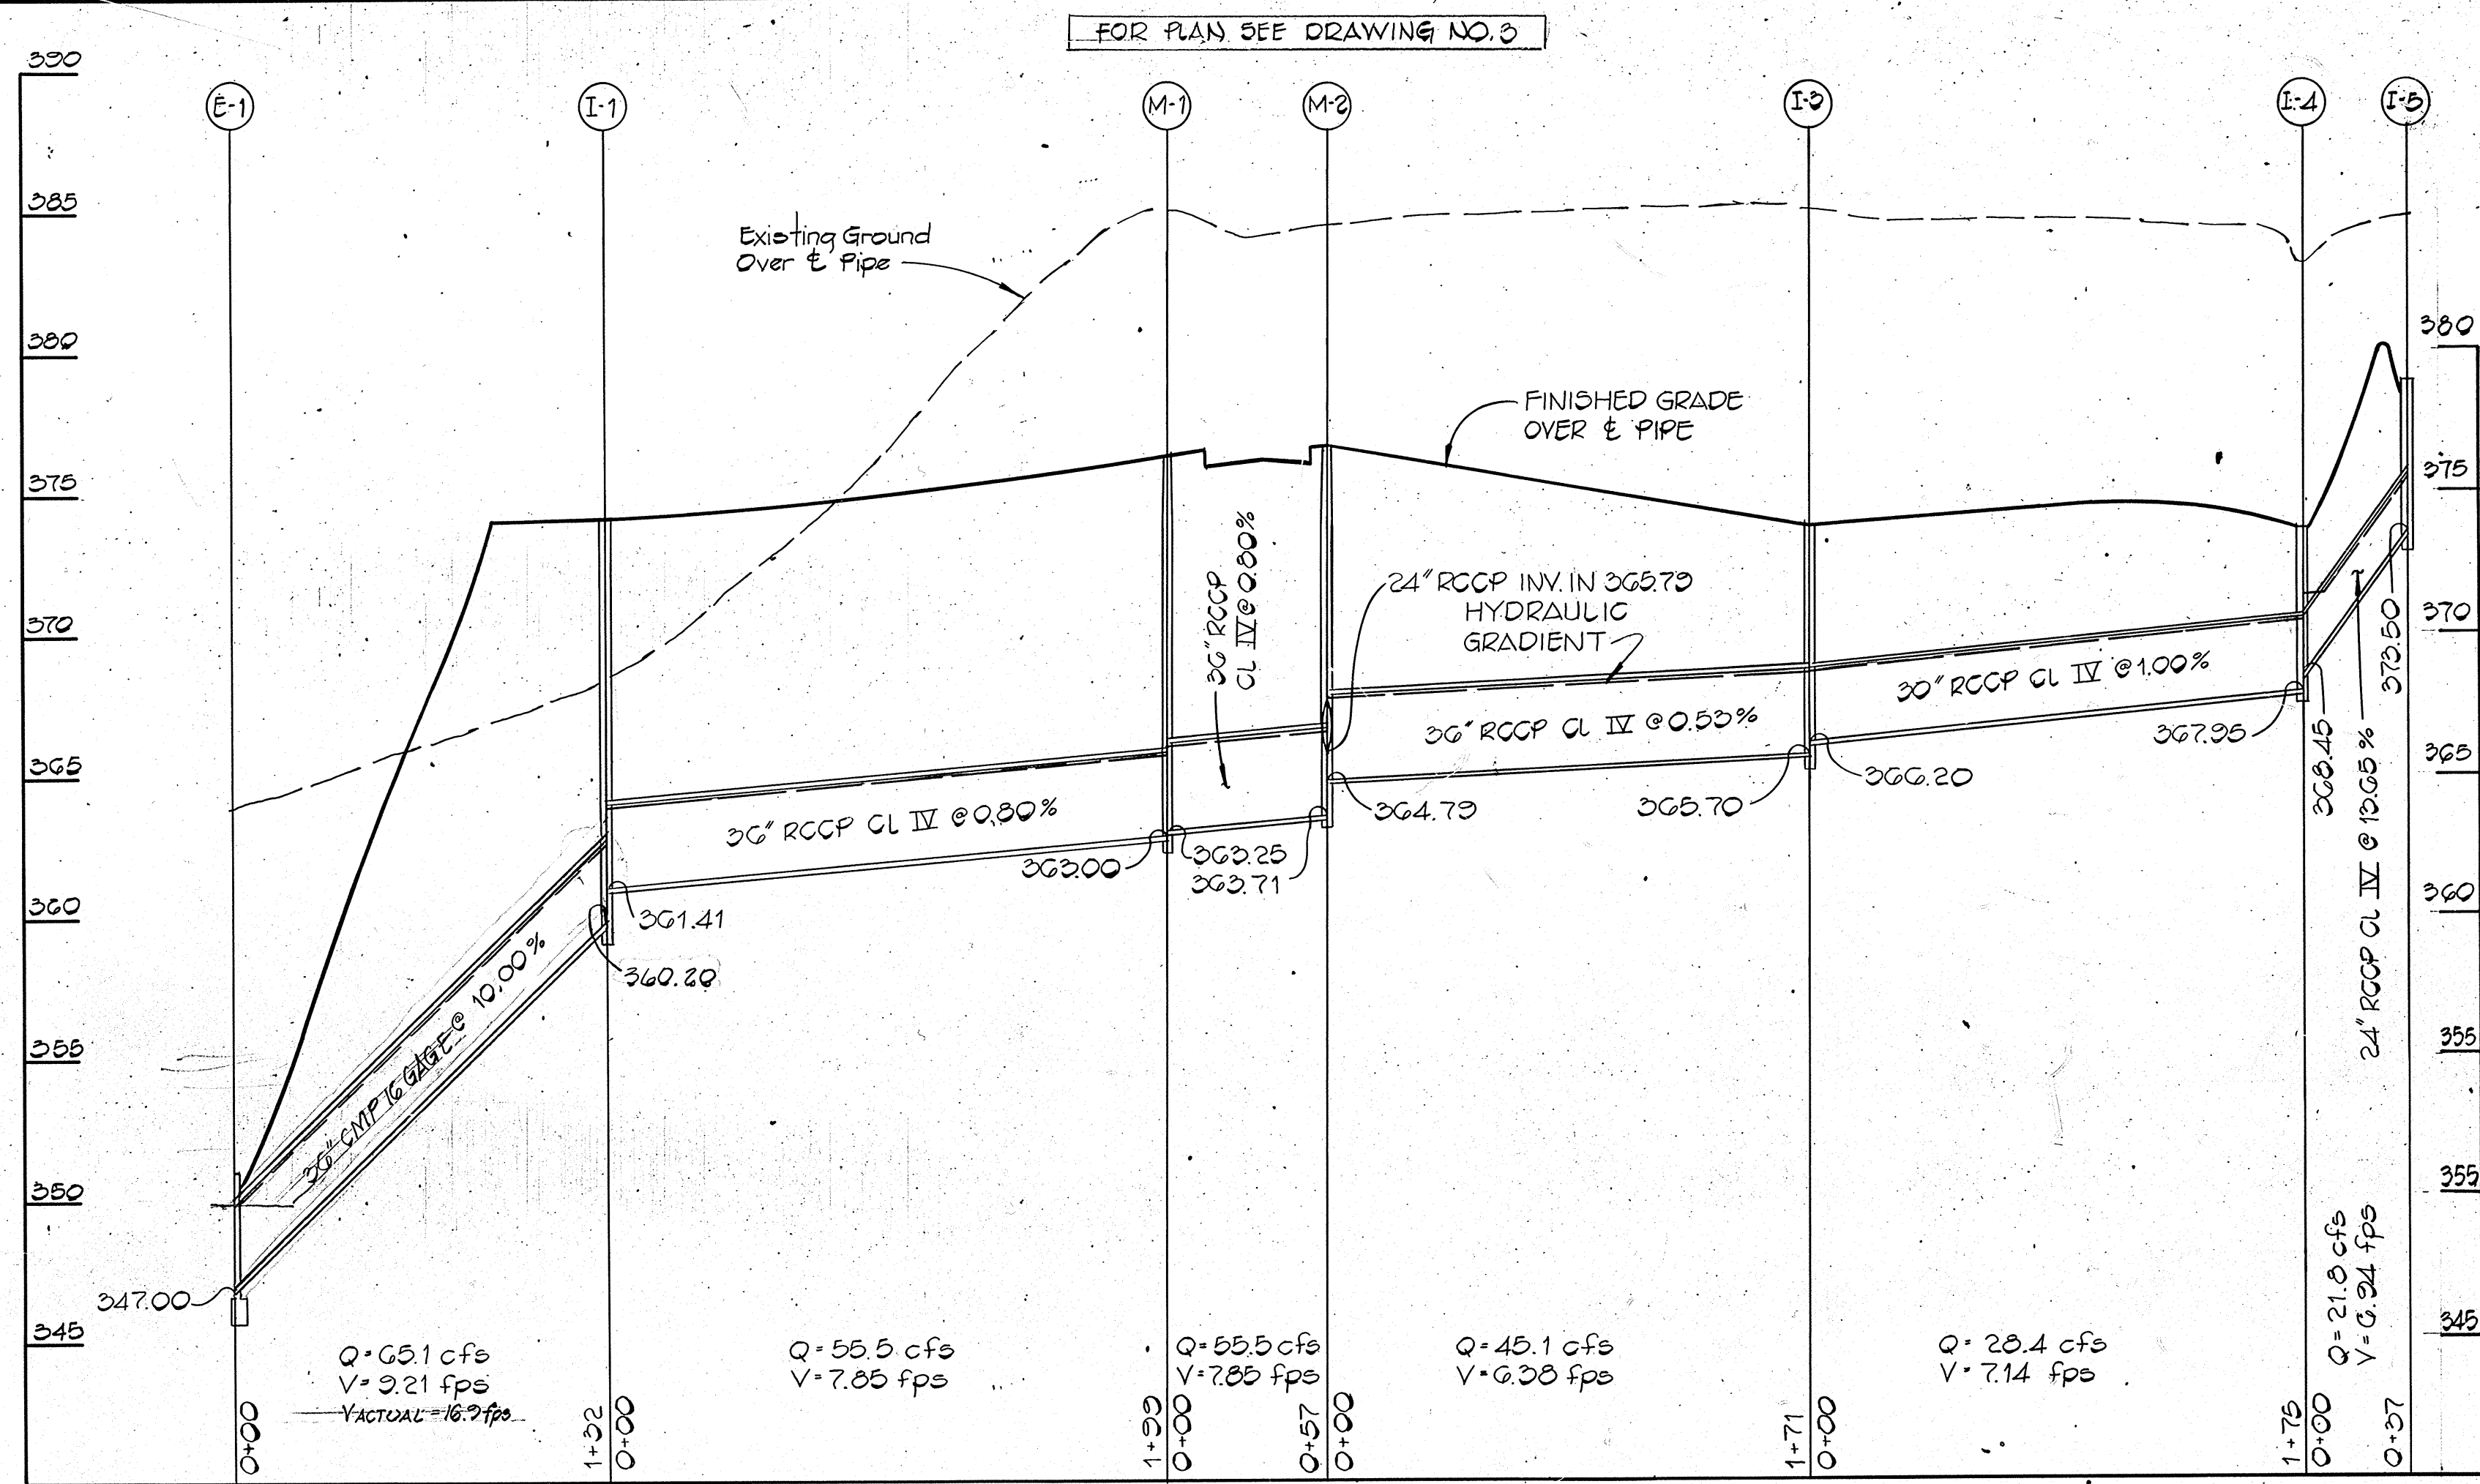 FOR PLAN SEE DRAWING NO. 3
390
385
380
375
370
365
360
355
350
345
E-1
I-1
M-1
M-2
I-3
I-4
I-5
Existing Ground
Over ℄ Pipe
FINISHED GRADE
OVER ℄ PIPE
380
375
370
365
360
355
355
345
36" RCCP
CL IV @ 0.80%
24" RCCP INV. IN 365.79
HYDRAULIC
GRADIENT
36" RCCP CL IV @ 0.80%
36" RCCP CL IV @ 0.53%
30" RCCP CL IV @ 1.00%
24" RCCP CL IV @ 13.65%
36" CMP 16 GAGE @ 10.00%
347.00
360.20
361.41
363.00
363.25
363.71
364.79
365.70
366.20
367.95
368.45
373.50
Q=65.1 cfs
V=9.21 fps
VACTUAL=16.9 fps
Q=55.5 cfs
V=7.85 fps
Q=55.5 cfs
V=7.85 fps
Q=45.1 cfs
V=6.38 fps
Q=28.4 cfs
V=7.14 fps
Q=21.8 cfs
V=6.94 fps
0+00
1+32
0+00
1+99
0+00
0+57
0+00
1+71
0+00
1+75
0+00
0+37